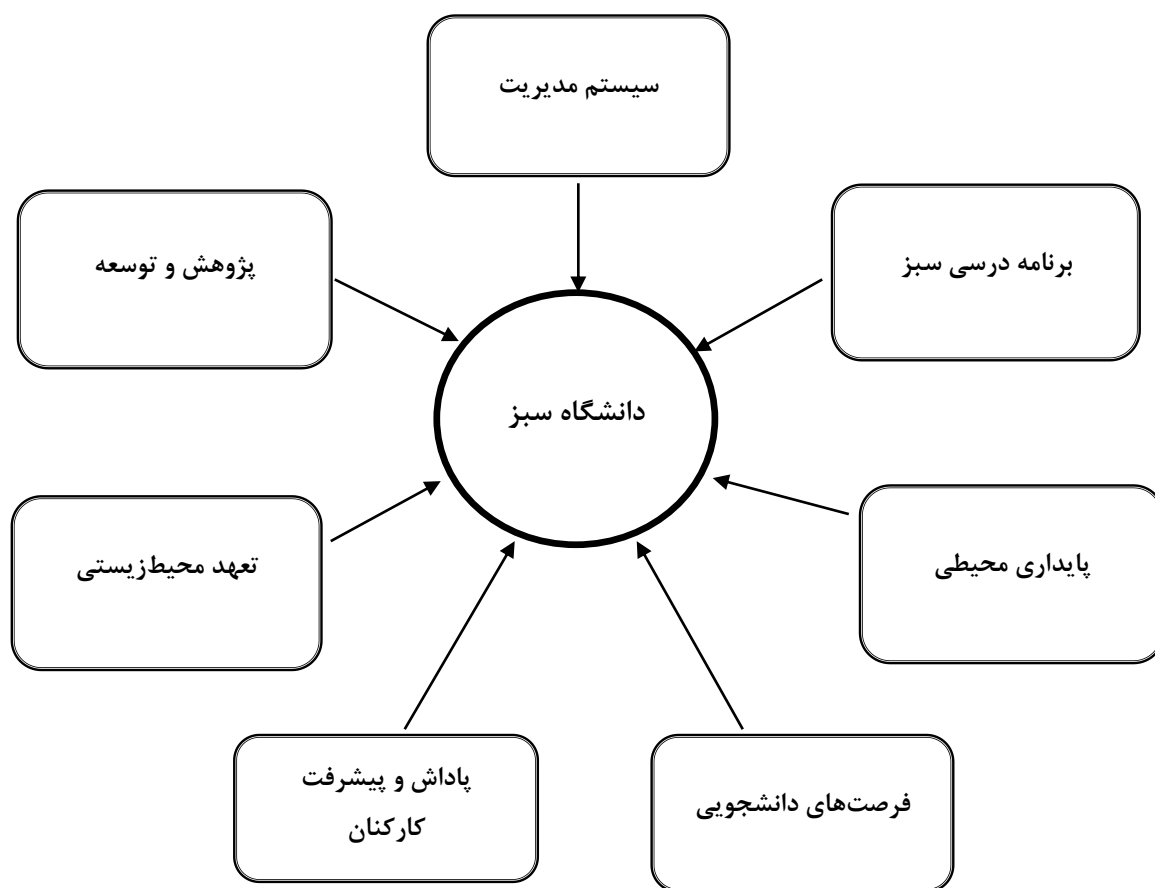 سیستم مدیریت
برنامه درسی سبز
پژوهش و توسعه
دانشگاه سبز
پایداری محیطی
تعهد محیط‌زیستی
فرصت‌های دانشجویی
پاداش و پیشرفت
کارکنان